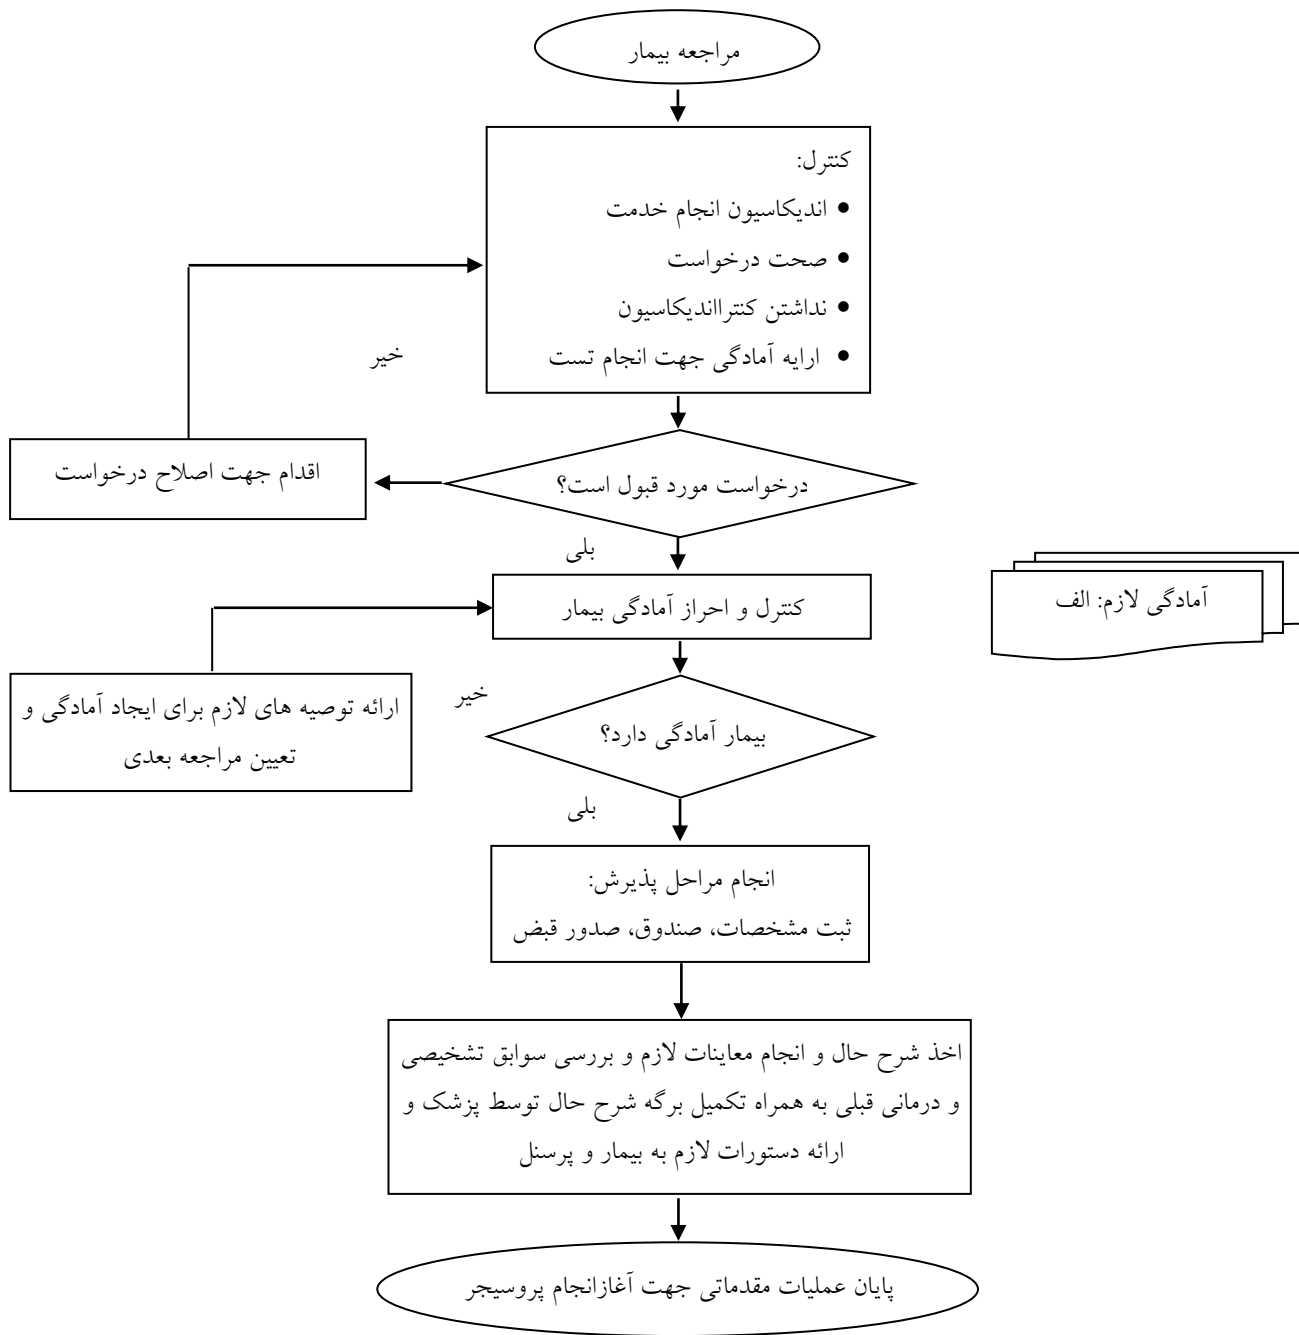 مراجعه بیمار
کنترل:
● اندیکاسیون انجام خدمت
● صحت درخواست
● نداشتن کنترااندیکاسیون
● ارایه آمادگی جهت انجام تست
خیر
اقدام جهت اصلاح درخواست
درخواست مورد قبول است؟
بلی
کنترل و احراز آمادگی بیمار
آمادگی لازم: الف
خیر
ارائه توصیه های لازم برای ایجاد آمادگی و
تعیین مراجعه بعدی
بیمار آمادگی دارد؟
بلی
انجام مراحل پذیرش:
ثبت مشخصات، صندوق، صدور قبض
اخذ شرح حال و انجام معاینات لازم و بررسی سوابق تشخیصی
و درمانی قبلی به همراه تکمیل برگه شرح حال توسط پزشک و
ارائه دستورات لازم به بیمار و پرسنل
پایان عملیات مقدماتی جهت آغازانجام پروسیجر